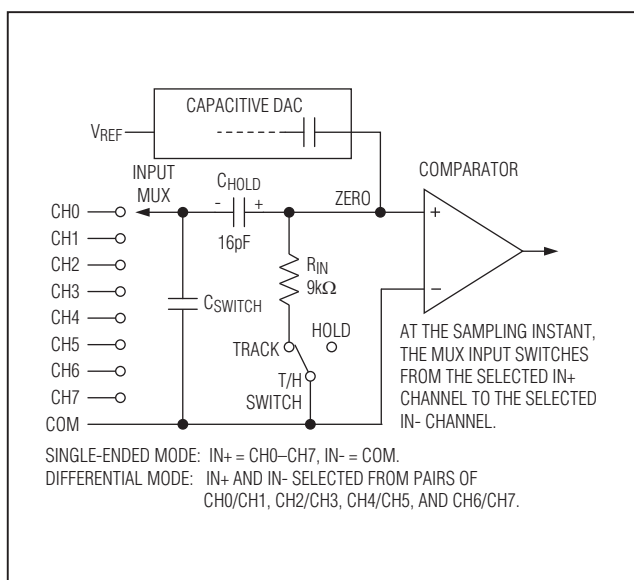 CAPACITIVE DAC
VREF
INPUT
MUX
CHOLD
ZERO
COMPARATOR
- +
16pF
+
−
CH0
CH1
CH2
CH3
CH4
CH5
CH6
CH7
COM
CSWITCH
RIN
9kΩ
TRACK
HOLD
T/H
SWITCH
AT THE SAMPLING INSTANT,
THE MUX INPUT SWITCHES
FROM THE SELECTED IN+
CHANNEL TO THE SELECTED
IN- CHANNEL.
SINGLE-ENDED MODE: IN+ = CH0–CH7, IN- = COM.
DIFFERENTIAL MODE: IN+ AND IN- SELECTED FROM PAIRS OF
CH0/CH1, CH2/CH3, CH4/CH5, AND CH6/CH7.